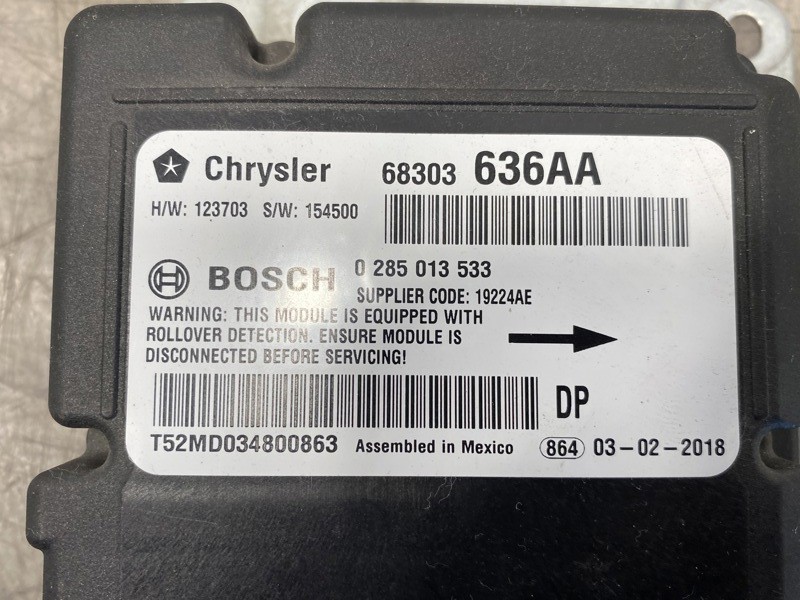 Chrysler 68303 636AA
H/W: 123703 S/W: 154500
BOSCH 0 285 013 533
SUPPLIER CODE: 19224AE
WARNING: THIS MODULE IS EQUIPPED WITH
ROLLOVER DETECTION. ENSURE MODULE IS
DISCONNECTED BEFORE SERVICING!
DP
T52MD034800863 Assembled in Mexico 864 03-02-2018